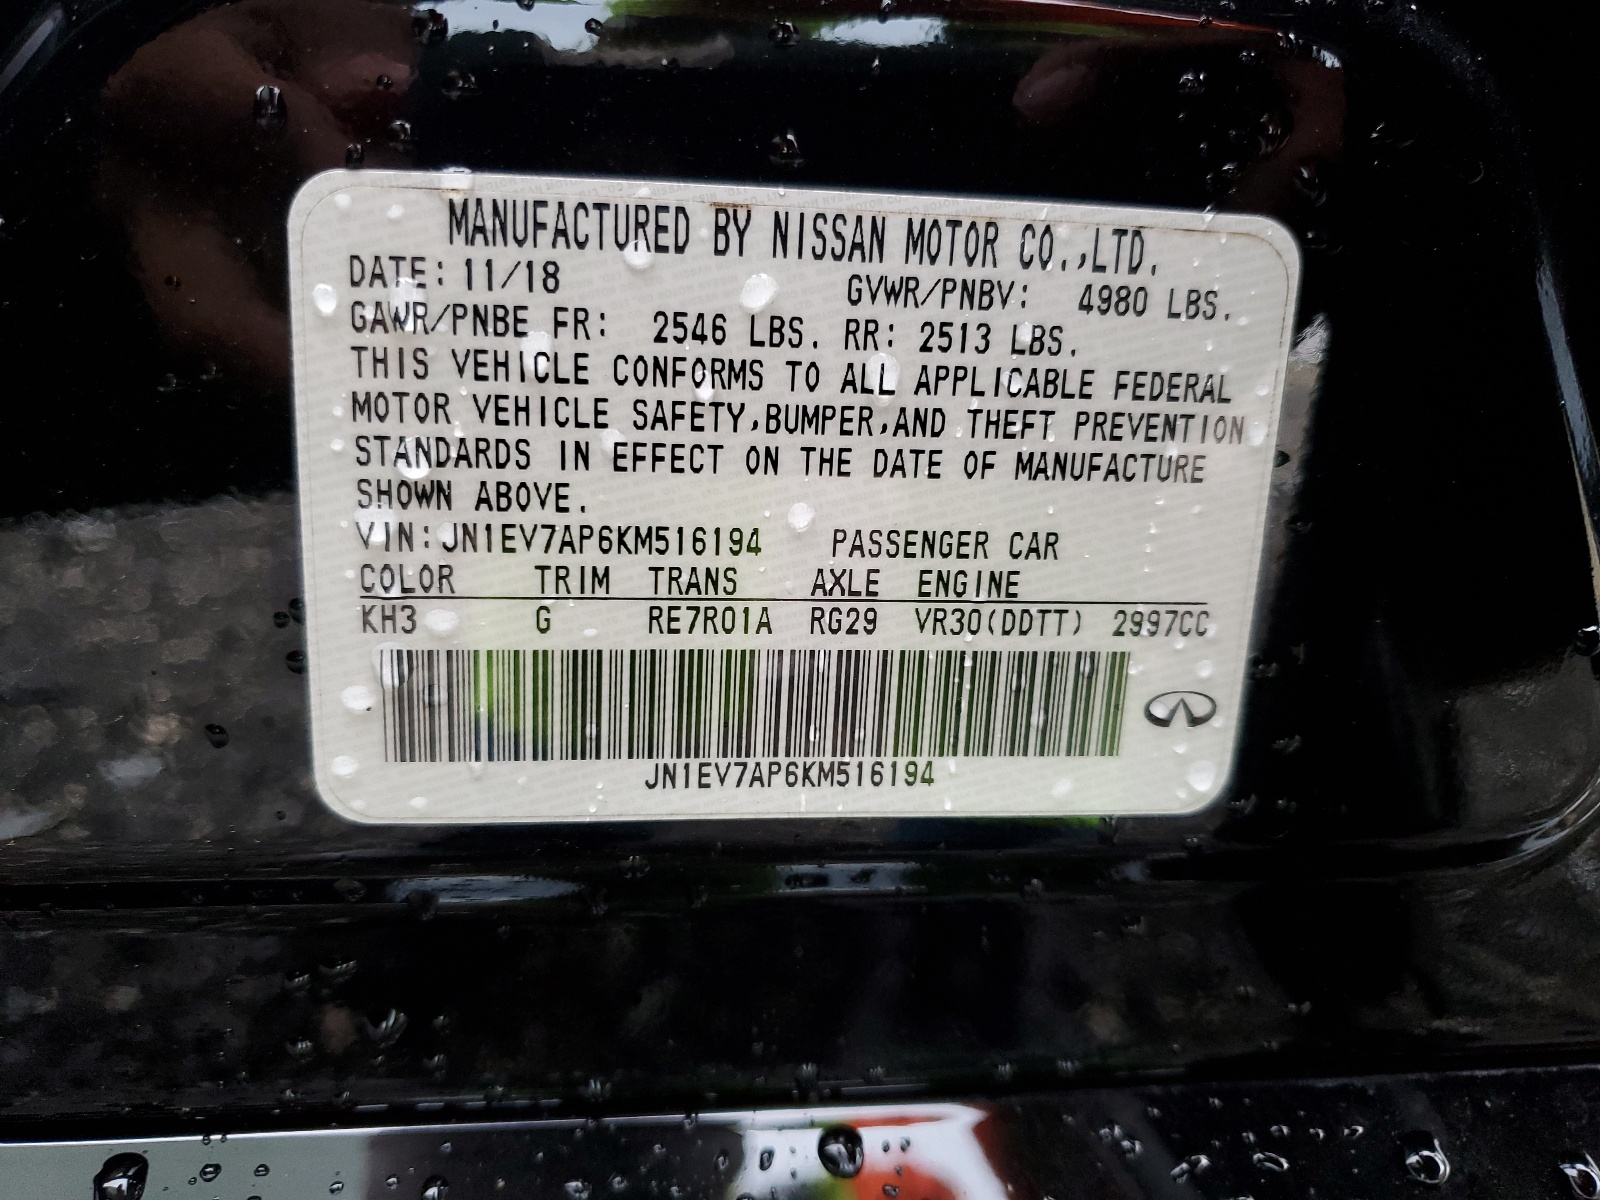 MANUFACTURED BY NISSAN MOTOR CO.,LTD.
DATE: 11/18 GVWR/PNBV: 4980 LBS.
GAWR/PNBE FR: 2546 LBS. RR: 2513 LBS.
THIS VEHICLE CONFORMS TO ALL APPLICABLE FEDERAL
MOTOR VEHICLE SAFETY,BUMPER,AND THEFT PREVENTION
STANDARDS IN EFFECT ON THE DATE OF MANUFACTURE
SHOWN ABOVE.
VIN:JN1EV7AP6KM516194 PASSENGER CAR
COLOR TRIM TRANS AXLE ENGINE
KH3 G RE7R01A RG29 VR30(DDTT) 2997CC
JN1EV7AP6KM516194